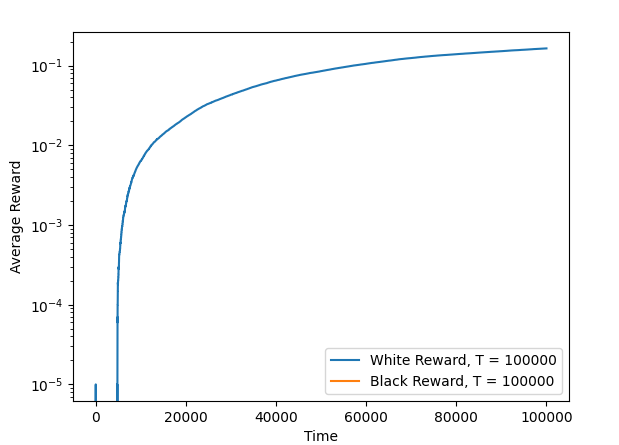 Average Reward
10⁻¹
10⁻²
10⁻³
10⁻⁴
10⁻⁵
White Reward, T = 100000
Black Reward, T = 100000
0
20000
40000
60000
80000
100000
Time